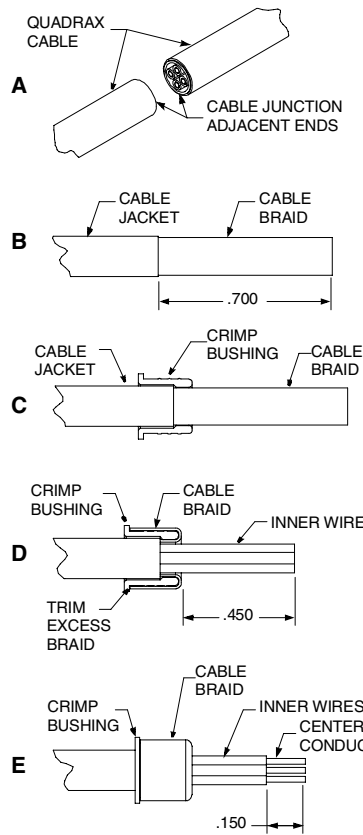 QUADRAX
CABLE
A
CABLE JUNCTION
ADJACENT ENDS
CABLE
JACKET
CABLE
BRAID
B
.700
CABLE
JACKET
CRIMP
BUSHING
CABLE
BRAID
C
CRIMP
BUSHING
CABLE
BRAID
INNER WIRE
D
TRIM
EXCESS
BRAID
.450
CABLE
BRAID
CRIMP
BUSHING
INNER WIRES
CENTER
CONDUC
E
.150